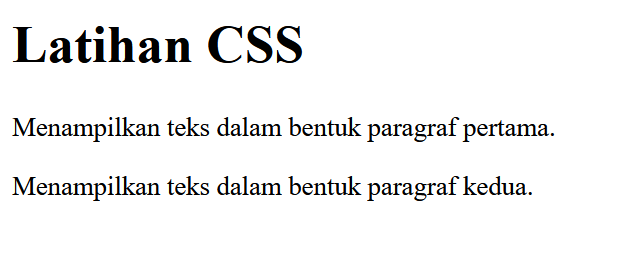 Latihan CSS
Menampilkan teks dalam bentuk paragraf pertama.
Menampilkan teks dalam bentuk paragraf kedua.